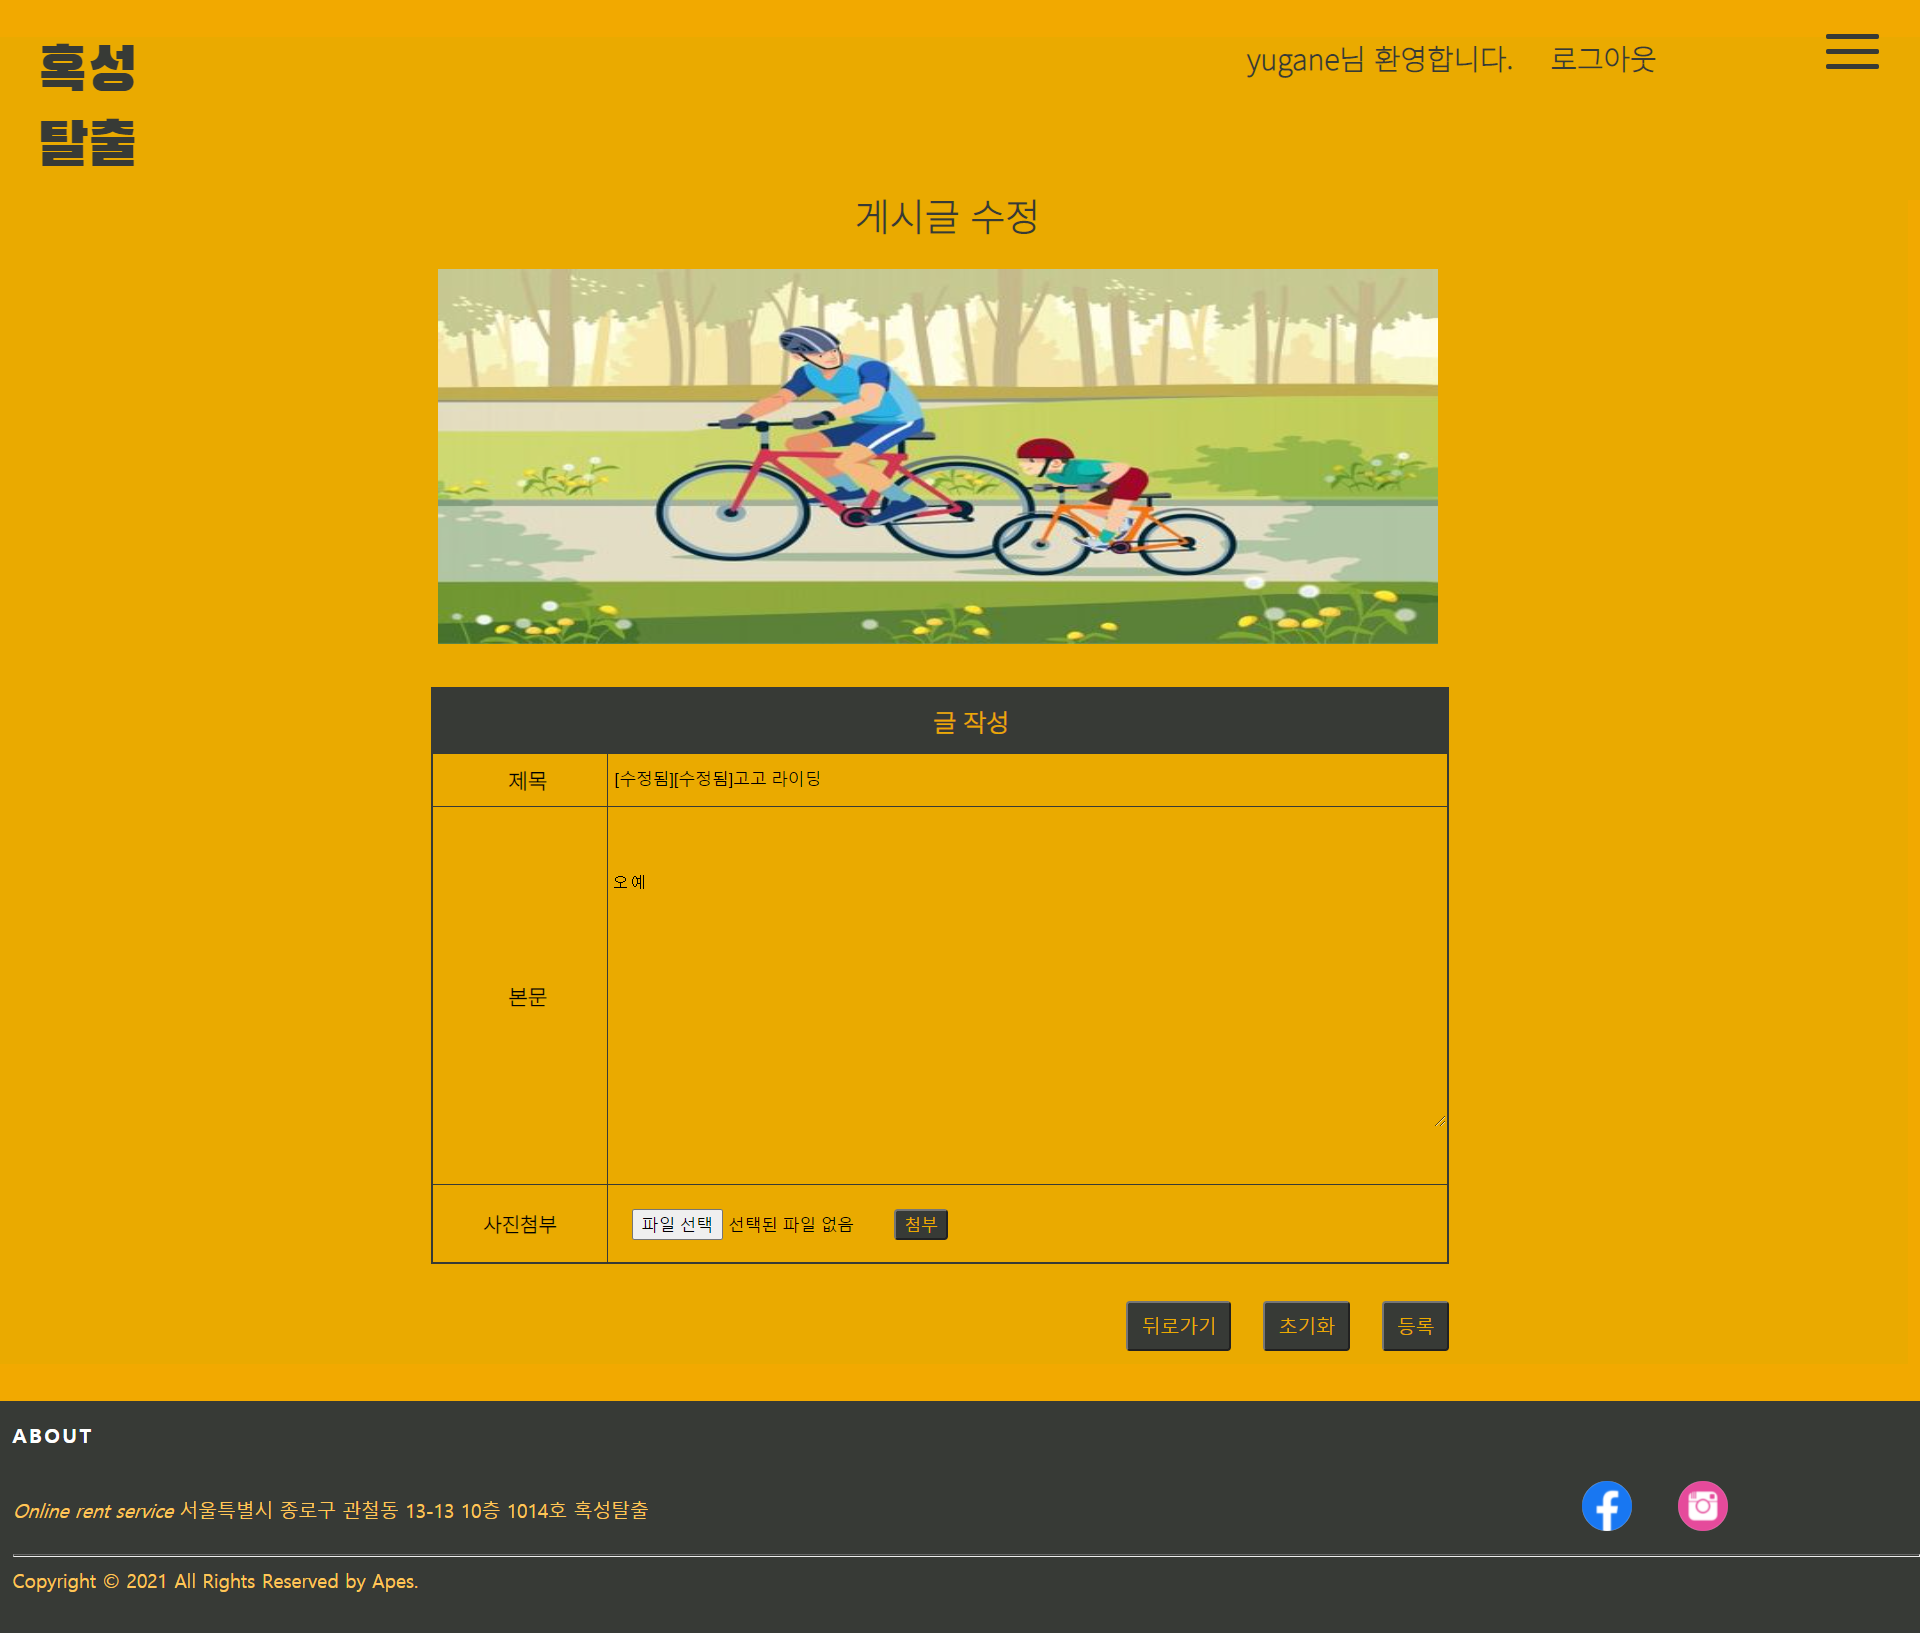 혹성
탈출
yugane님 환영합니다. 로그아웃
게시글 수정
글 작성
제목 [수정됨][수정됨]고고 라이딩
본문 오예
사진첨부 파일 선택 선택된 파일 없음 첨부
뒤로가기 초기화 등록
ABOUT
Online rent service 서울특별시 종로구 관철동 13-13 10층 1014호 혹성탈출
Copyright © 2021 All Rights Reserved by Apes.